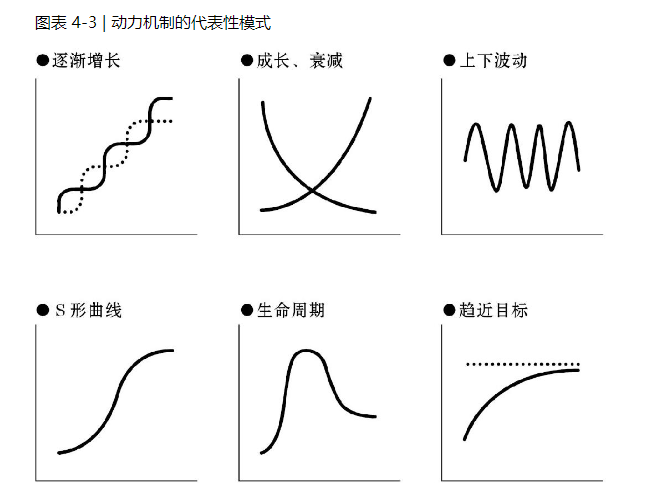 图表 4-3 | 动力机制的代表性模式
●逐渐增长
●成长、衰减
●上下波动
●S 形曲线
●生命周期
●趋近目标